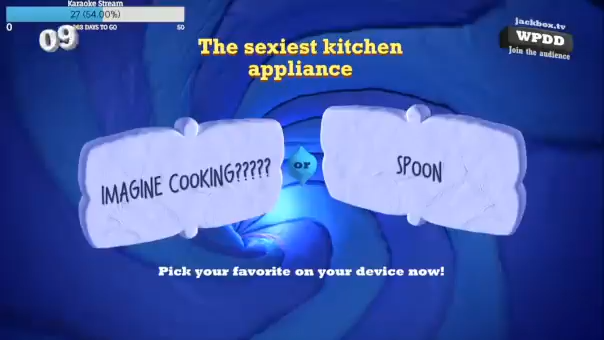 Karaoke Stream
27 (54.00%)
0
DAYS TO GO
50
09
The sexiest kitchen
appliance
jackbox.tv
WPDD
Join the audience
IMAGINE COOKING?????
or
SPOON
Pick your favorite on your device now!